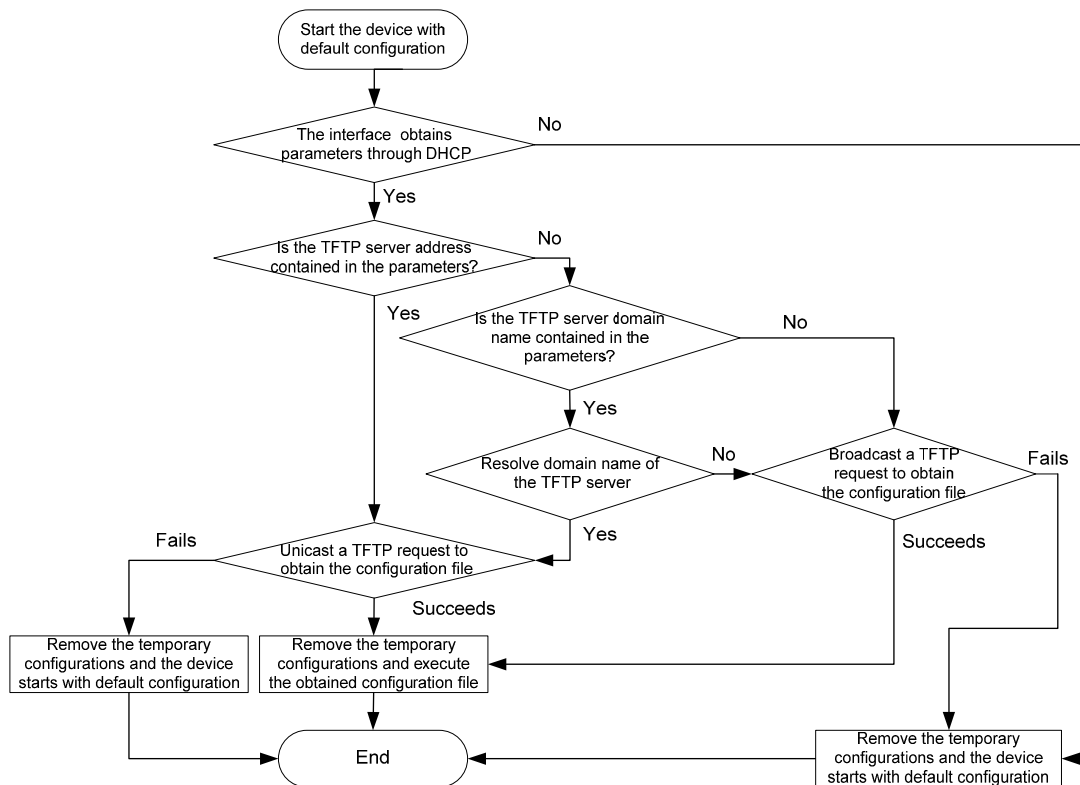 Start the device with
default configuration
The interface obtains
parameters through DHCP
No
Yes
Is the TFTP server address
contained in the parameters?
No
Yes
Is the TFTP server domain
name contained in the
parameters?
No
Yes
Resolve domain name of
the TFTP server
No
Broadcast a TFTP
request to obtain
the configuration file
Fails
Yes
Succeeds
Fails
Unicast a TFTP request to
obtain the configuration file
Succeeds
Remove the temporary
configurations and the device
starts with default configuration
Remove the temporary
configurations and execute
the obtained configuration file
End
Remove the temporary
configurations and the device
starts with default configuration